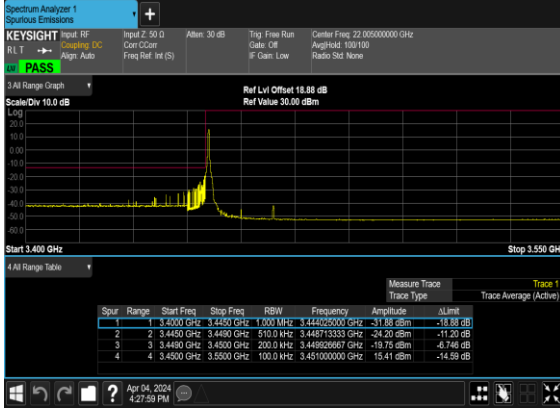 Spectrum Analyzer 1
Spurious Emissions
+
KEYSIGHT Input: RF Input Z: 50 Ω Atten: 30 dB Trig: Free Run Center Freq: 22.005000000 GHz
RLT Coupling: DC Corr CCorr Gate: Off Avg|Hold: 100/100
Align: Auto Freq Ref: Int (S) IF Gain: Low Radio Std: None
PASS
3 All Range Graph
Ref Lvl Offset 18.88 dB
Scale/Div 10.0 dB Ref Value 30.00 dBm
Log
20.0
10.0
0.00
-10.0
-20.0
-30.0
-40.0
-50.0
-60.0
Start 3.400 GHz Stop 3.550 GH
4 All Range Table
Measure Trace Trace 1
Trace Type Trace Average (Active)
Spur Range Start Freq Stop Freq RBW Frequency Amplitude ΔLimit
1 1 3.4000 GHz 3.4450 GHz 1.000 MHz 3.444025000 GHz -31.88 dBm -18.88 dB
2 2 3.4450 GHz 3.4490 GHz 510.0 kHz 3.448713333 GHz -24.20 dBm -11.20 dB
3 3 3.4490 GHz 3.4500 GHz 200.0 kHz 3.449926667 GHz -19.75 dBm -6.746 dB
4 4 3.4500 GHz 3.5500 GHz 100.0 kHz 3.451000000 GHz 15.41 dBm -14.59 dB
? Apr 04, 2024
4:27:59 PM